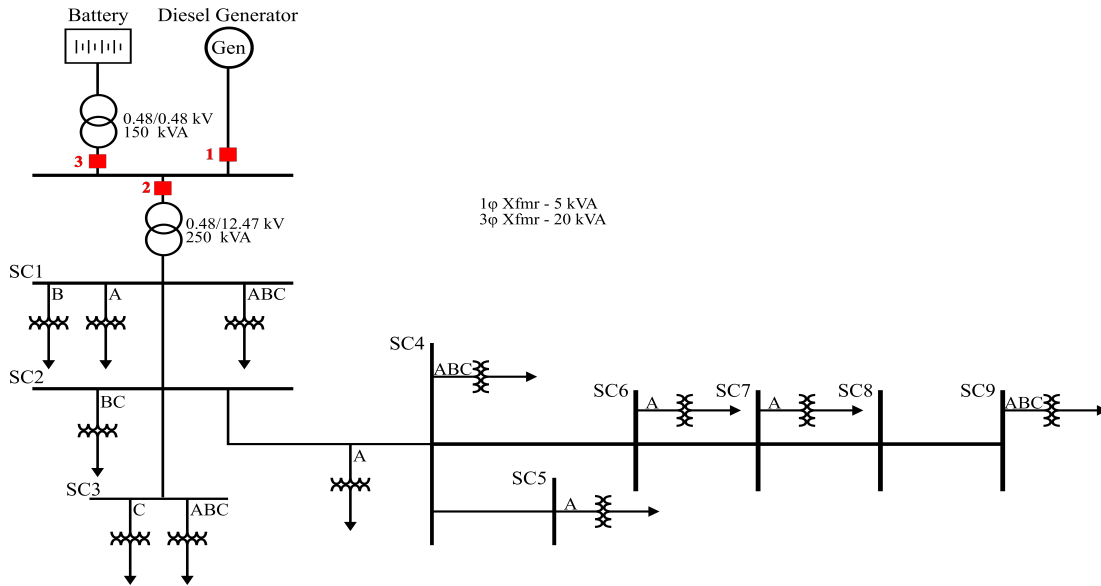 Battery
Diesel Generator
Gen
0.48/0.48 kV
150 kVA
3
1
2
0.48/12.47 kV
250 kVA
1φ Xfmr - 5 kVA
3φ Xfmr - 20 kVA
SC1
B
A
ABC
SC2
BC
SC3
C
ABC
A
SC4
ABC
SC5
A
SC6
A
SC7
A
SC8
SC9
ABC